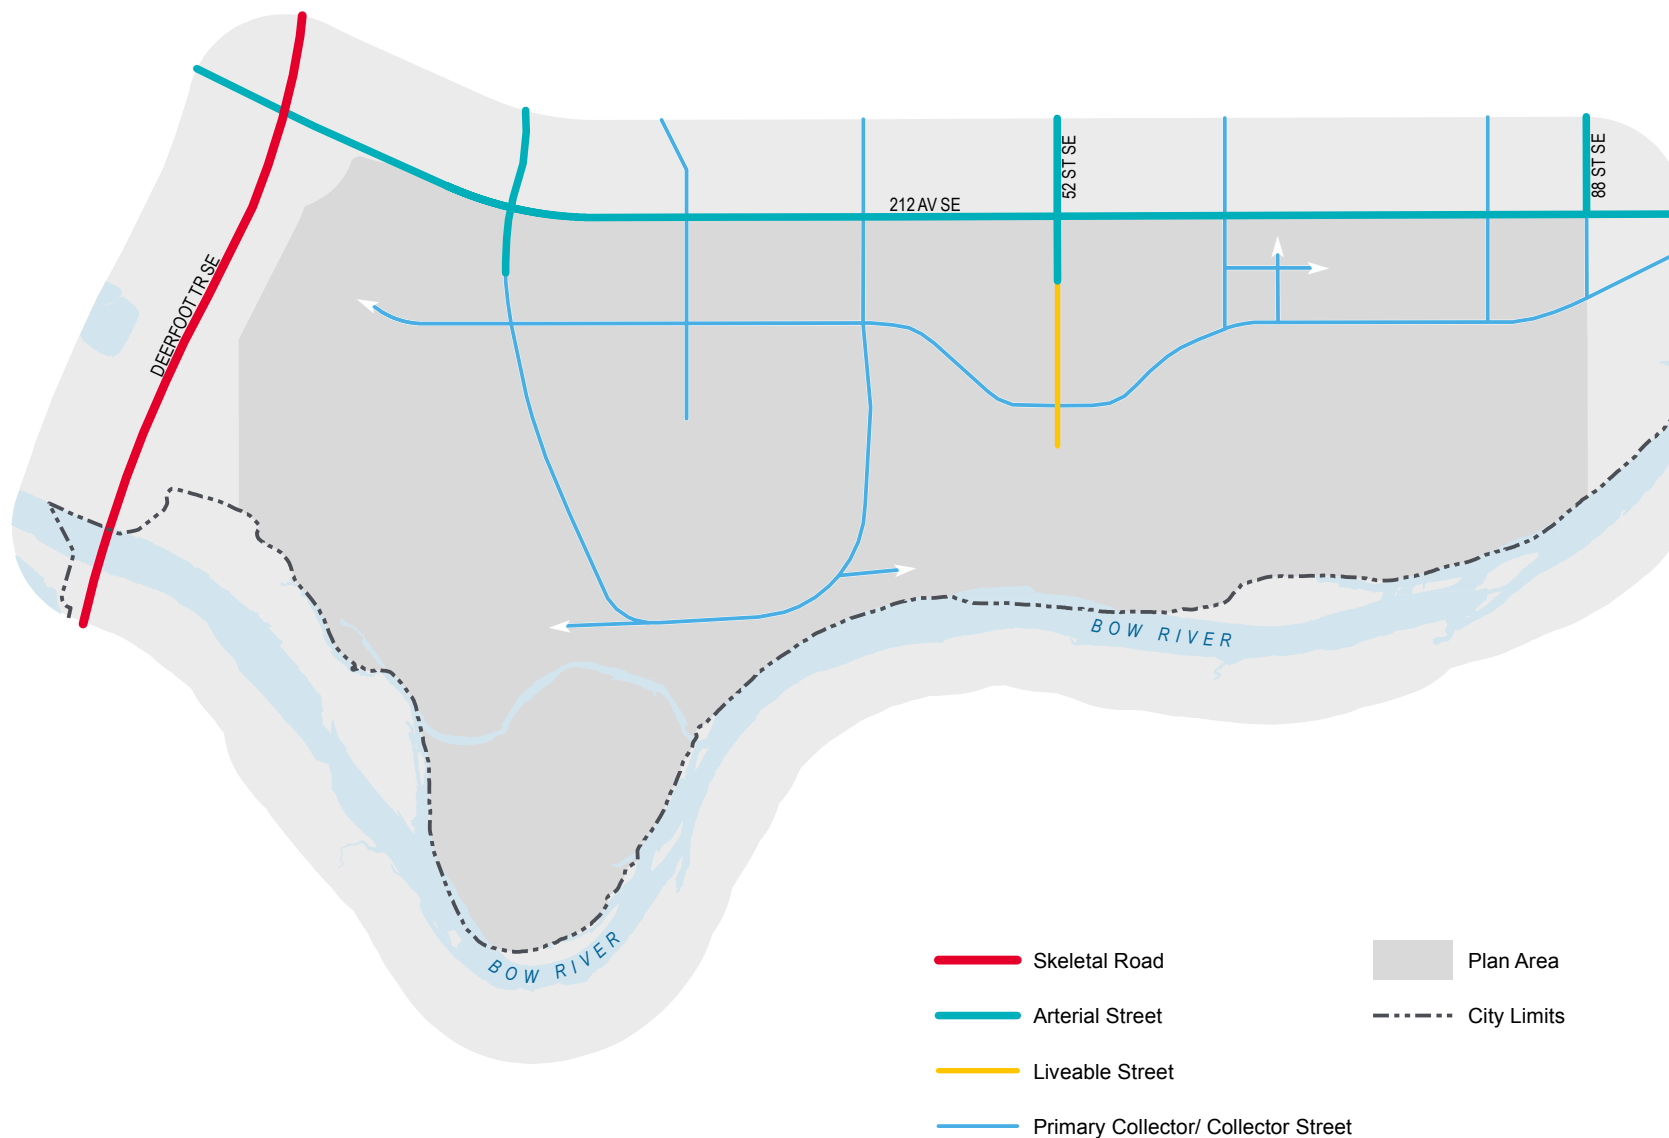 52 ST SE
88 ST SE
212 AV SE
DEERFOOT TR SE
BOW RIVER
BOW RIVER
Skeletal Road
Plan Area
Arterial Street
City Limits
Liveable Street
Primary Collector/ Collector Street